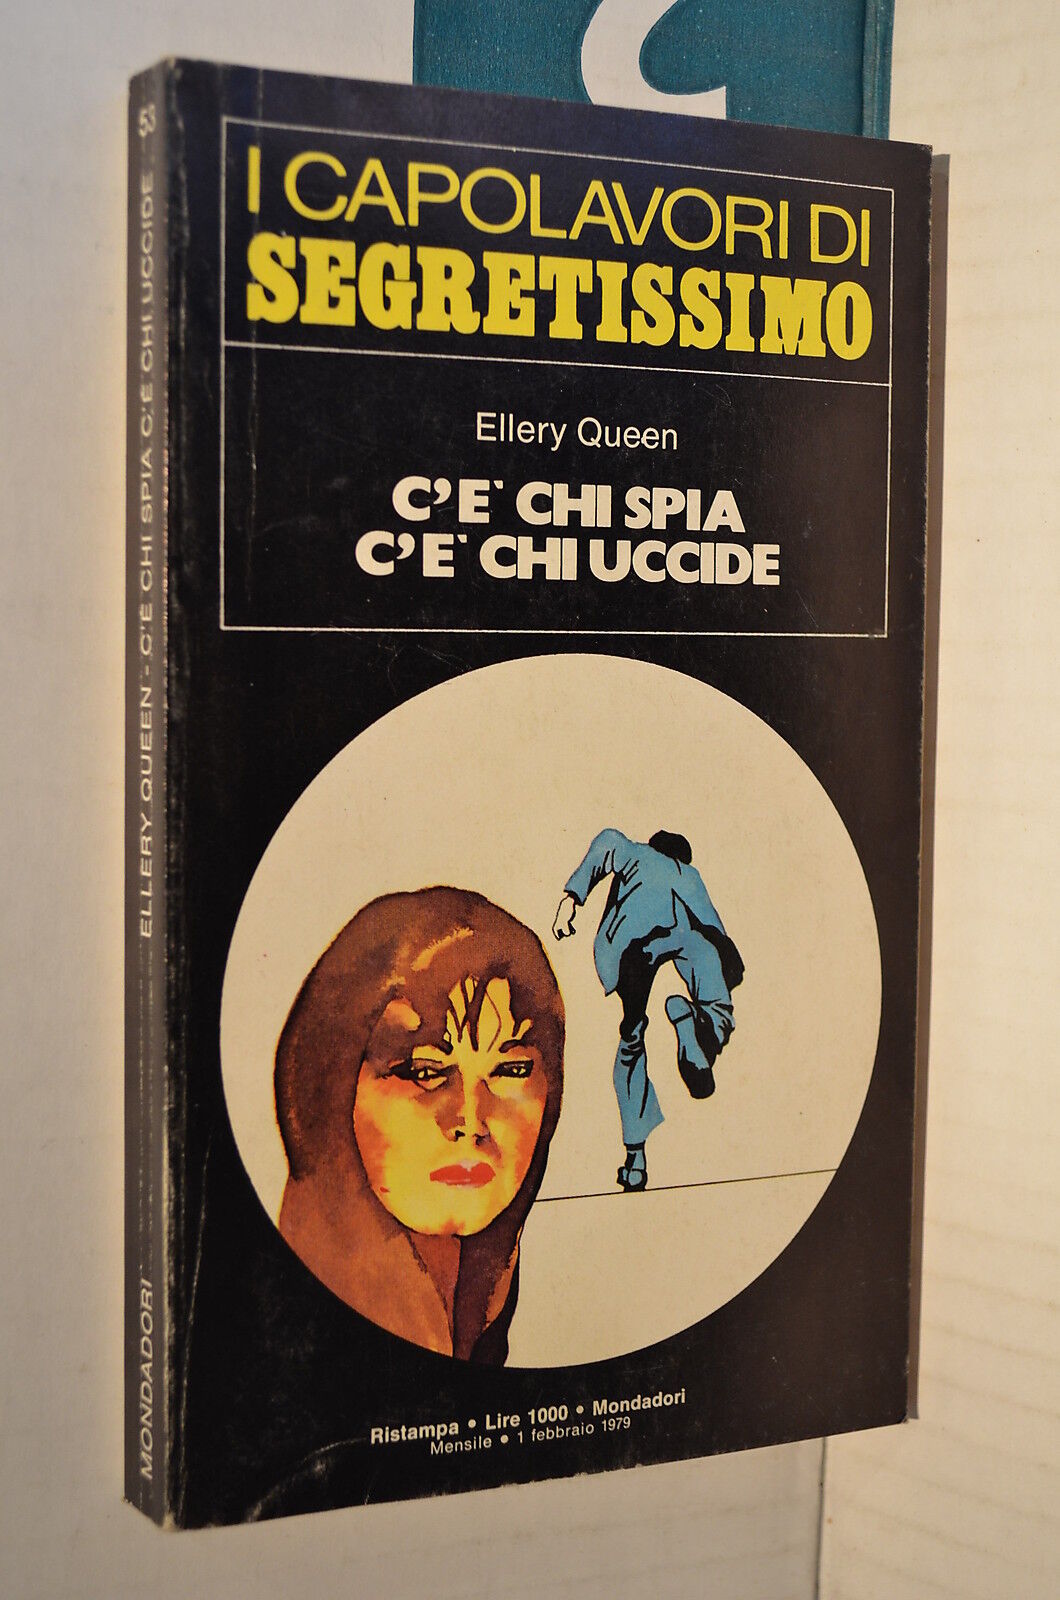 I CAPOLAVORI DI
SEGRETISSIMO
Ellery Queen
C'E` CHI SPIA
C'E` CHI UCCIDE
Ristampa • Lire 1000 • Mondadori
Mensile • 1 febbraio 1979
MONDADORI
ELLERY QUEEN - C'È CHI SPIA C'È CHI UCCIDE